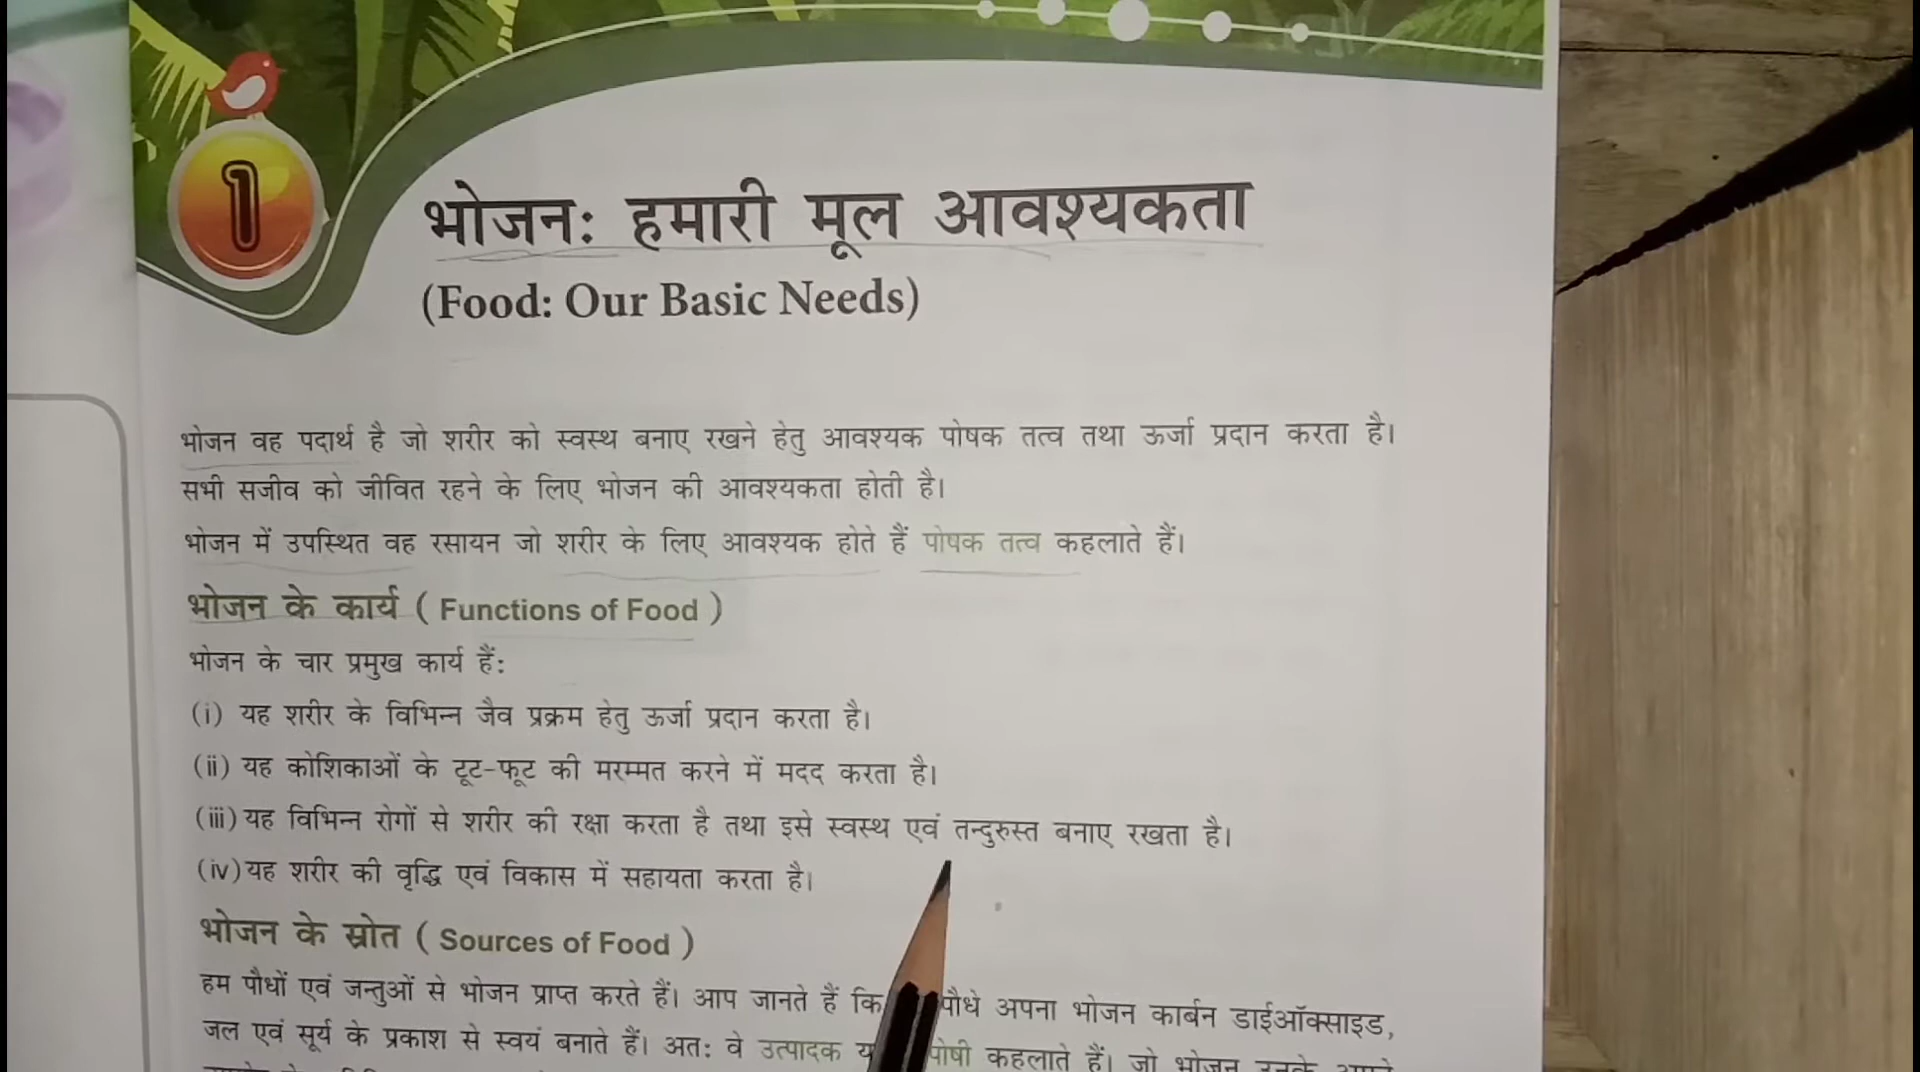 1
भोजन: हमारी मूल आवश्यकता
(Food: Our Basic Needs)
भोजन वह पदार्थ है जो शरीर को स्वस्थ बनाए रखने हेतु आवश्यक पोषक तत्व तथा ऊर्जा प्रदान करता है।
सभी सजीव को जीवित रहने के लिए भोजन की आवश्यकता होती है।
भोजन में उपस्थित वह रसायन जो शरीर के लिए आवश्यक होते हैं पोषक तत्व कहलाते हैं।
भोजन के कार्य ( Functions of Food )
भोजन के चार प्रमुख कार्य हैं:
(i) यह शरीर के विभिन्न जैव प्रक्रम हेतु ऊर्जा प्रदान करता है।
(ii) यह कोशिकाओं के टूट-फूट की मरम्मत करने में मदद करता है।
(iii) यह विभिन्न रोगों से शरीर की रक्षा करता है तथा इसे स्वस्थ एवं तन्दुरुस्त बनाए रखता है।
(iv) यह शरीर की वृद्धि एवं विकास में सहायता करता है।
भोजन के स्रोत ( Sources of Food )
हम पौधों एवं जन्तुओं से भोजन प्राप्त करते हैं। आप जानते हैं कि पौधे अपना भोजन कार्बन डाईऑक्साइड,
जल एवं सूर्य के प्रकाश से स्वयं बनाते हैं। अत: वे उत्पादक पोषी कहलाते हैं। जो भोजन उनके